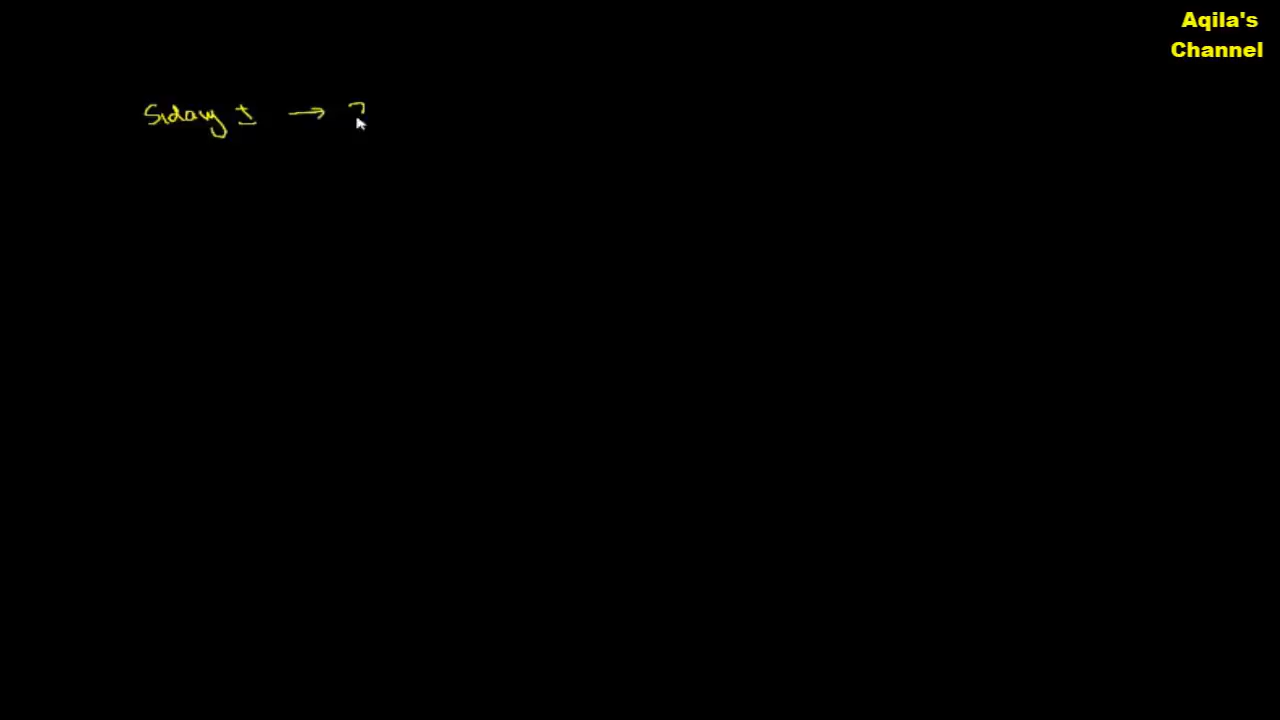 Aqila's
Channel
Sidang ± → ?